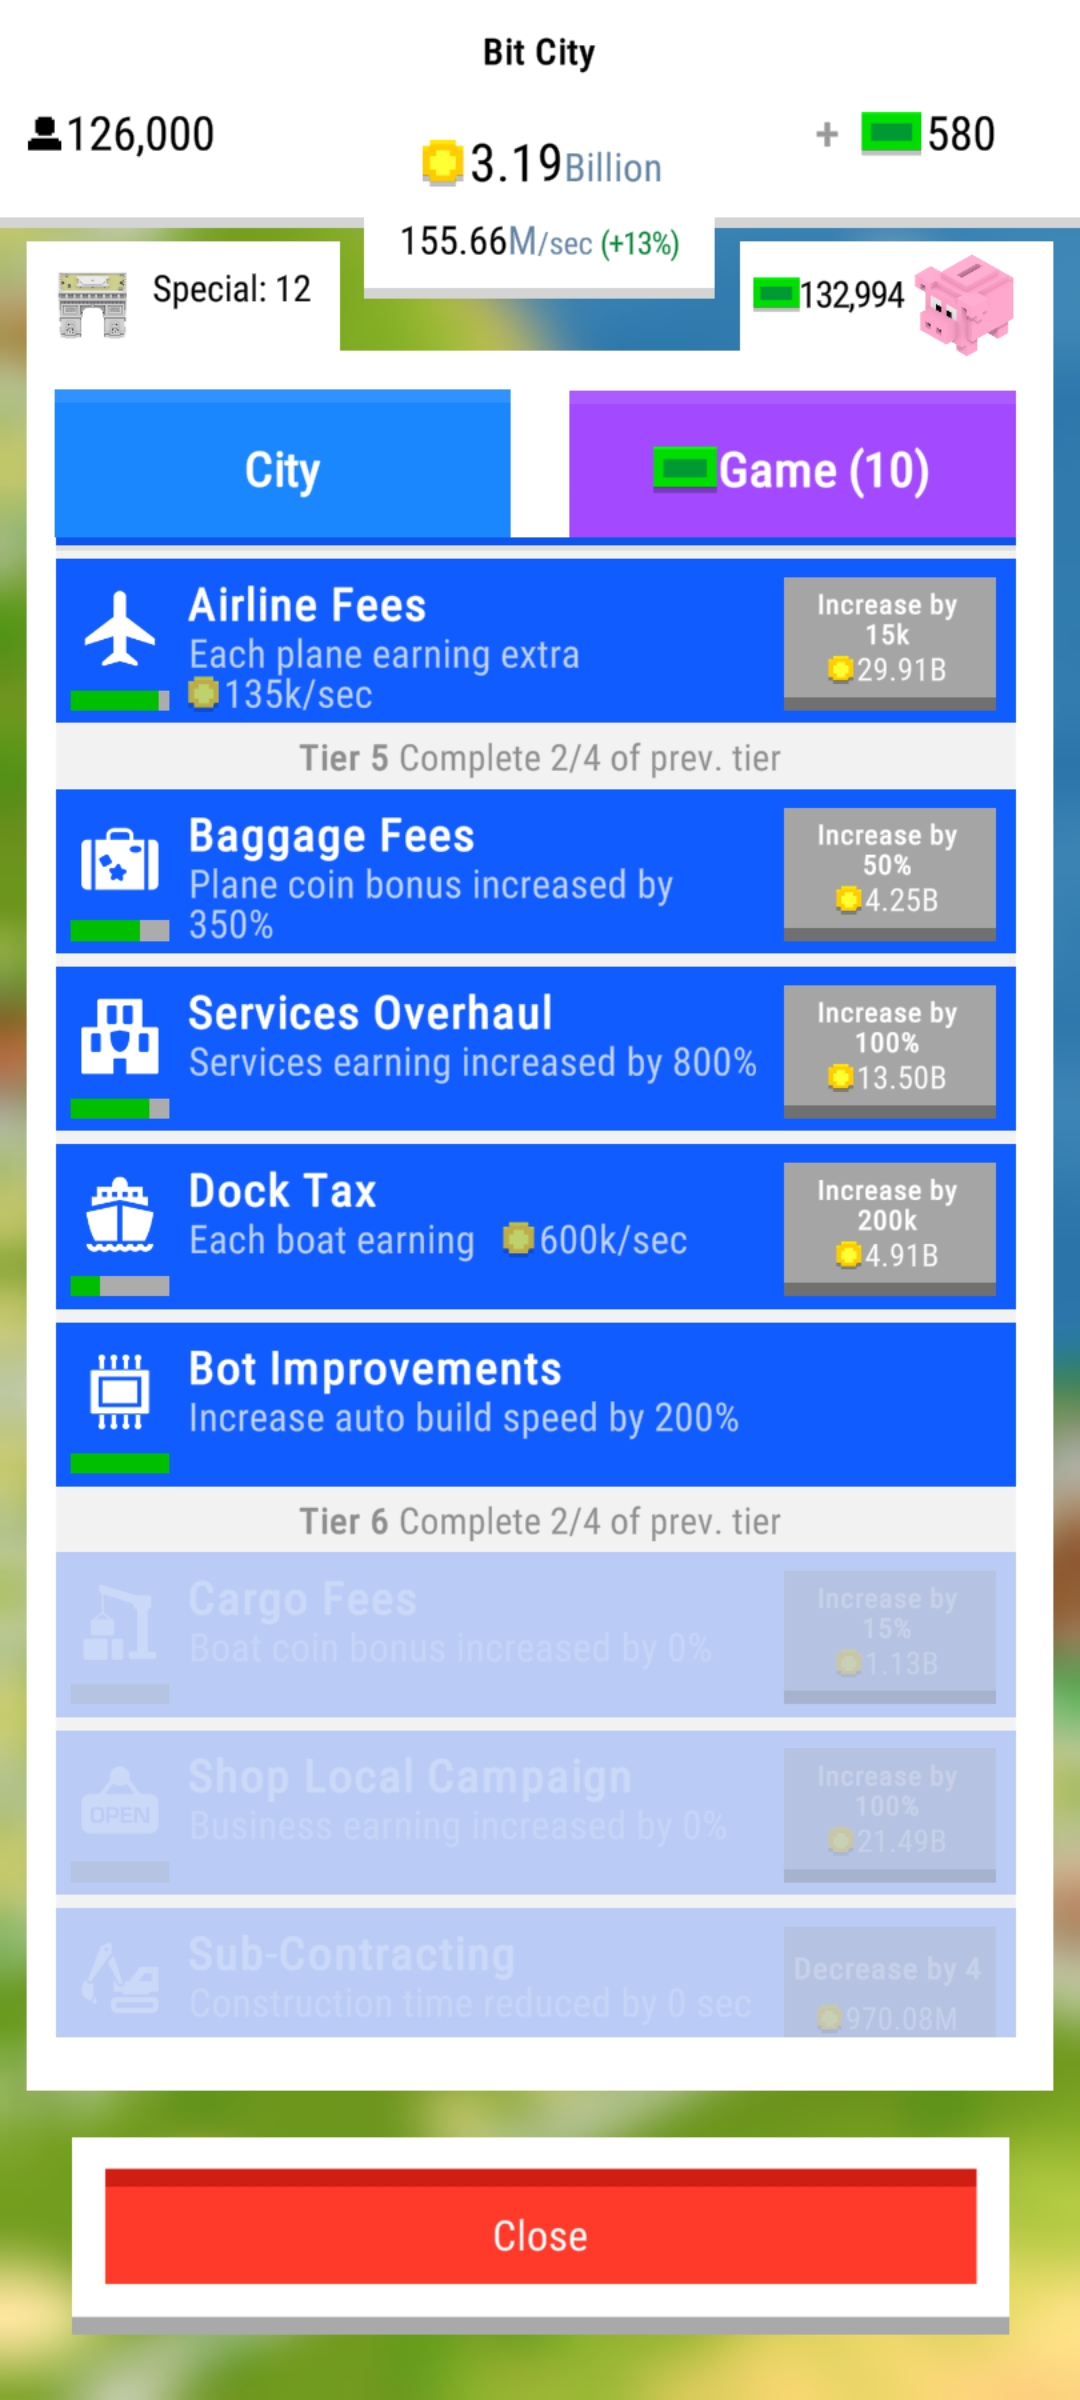 Bit City
126,000
3.19Billion
+ 580
155.66M/sec (+13%)
Special: 12
132,994
City
Game (10)
Airline Fees
Each plane earning extra
135k/sec
Increase by
15k
29.91B
Tier 5 Complete 2/4 of prev. tier
Baggage Fees
Plane coin bonus increased by
350%
Increase by
50%
4.25B
Services Overhaul
Services earning increased by 800%
Increase by
100%
13.50B
Dock Tax
Each boat earning 600k/sec
Increase by
200k
4.91B
Bot Improvements
Increase auto build speed by 200%
Tier 6 Complete 2/4 of prev. tier
Cargo Fees
Boat coin bonus increased by 0%
Increase by
15%
1.13B
OPEN
Shop Local Campaign
Business earning increased by 0%
Increase by
100%
21.49B
Sub-Contracting
Construction time reduced by 0 sec
Decrease by 4
970.08M
Close